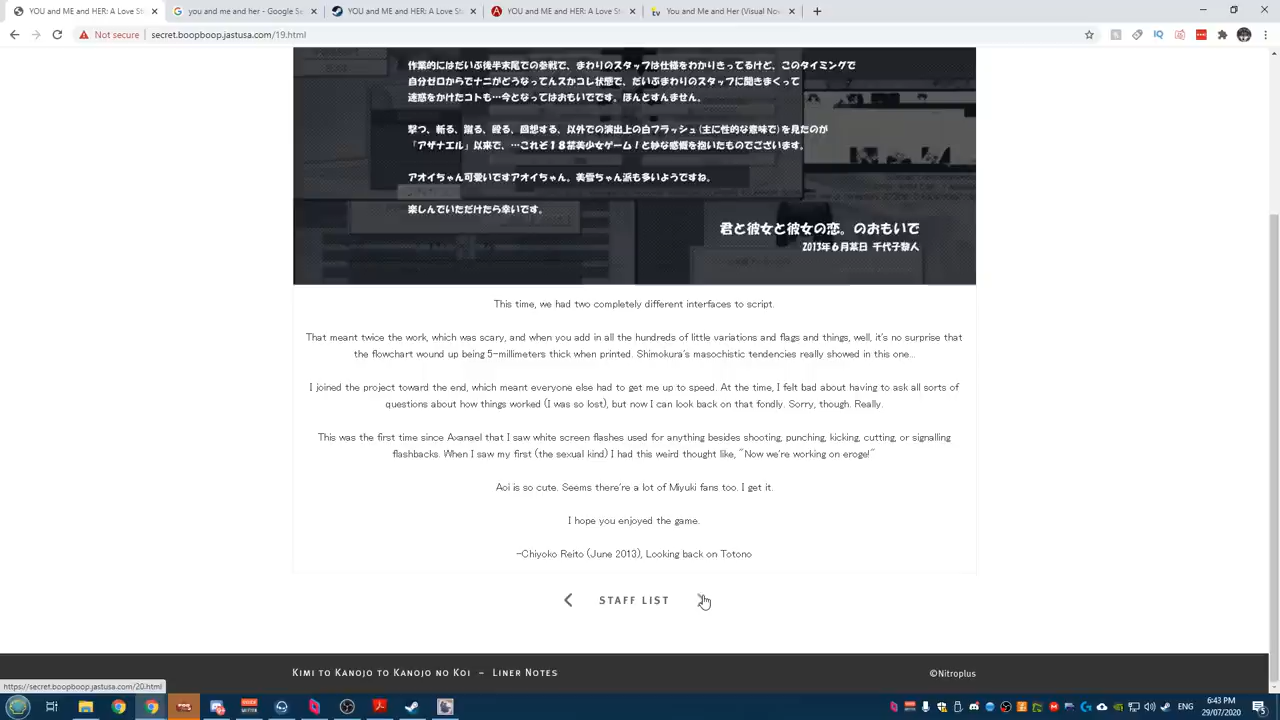 YOU and ME and HER: A Love St
you and me and her - Google Se
YOU and ME and HER: A Love St
YOU and ME and HER: A Love St
You and Me and Her (Visual Nov
Not secure
secret.boopboop.jastusa.com/19.html
作業的にはだいぶ後半末尾での参戦で、まわりのスタッフは仕様をわかりきってるけど、このタイミングで
自分ゼロからでナニがどうなってんスかコレ状態で、だいぶまわりのスタッフに聞きまくって
迷惑をかけたコトも…今となってはおもいでです。ほんとすんません。
撃つ、斬る、蹴る、殴る、回想する、以外での演出上の白フラッシュ(主に性的な意味で)を見たのが
「アザナエル」以来で、…これぞ18禁美少女ゲーム!と妙な感慨を抱いたものでございます。
アオイちゃん可愛いですアオイちゃん。美雪ちゃん派も多いようですね。
楽しんでいただけたら幸いです。
君と彼女と彼女の恋。のおもいで
2013年6月某日 千代子黎人
This time, we had two completely different interfaces to script.
That meant twice the work, which was scary, and when you add in all the hundreds of little variations and flags and things, well, it's no surprise that
the flowchart wound up being 5-millimeters thick when printed. Shimokura's masochistic tendencies really showed in this one...
I joined the project toward the end, which meant everyone else had to get me up to speed. At the time, I felt bad about having to ask all sorts of
questions about how things worked (I was so lost), but now I can look back on that fondly. Sorry, though. Really.
This was the first time since Axanael that I saw white screen flashes used for anything besides shooting, punching, kicking, cutting, or signalling
flashbacks. When I saw my first (the sexual kind) I had this weird thought like, "Now we're working on eroge!"
Aoi is so cute. Seems there're a lot of Miyuki fans too. I get it.
I hope you enjoyed the game.
-Chiyoko Reito (June 2013), Looking back on Totono
STAFF LIST
KIMI TO KANOJO TO KANOJO NO KOI – LINER NOTES
©Nitroplus
https://secret.boopboop.jastusa.com/20.html
ENG
6:43 PM
29/07/2020